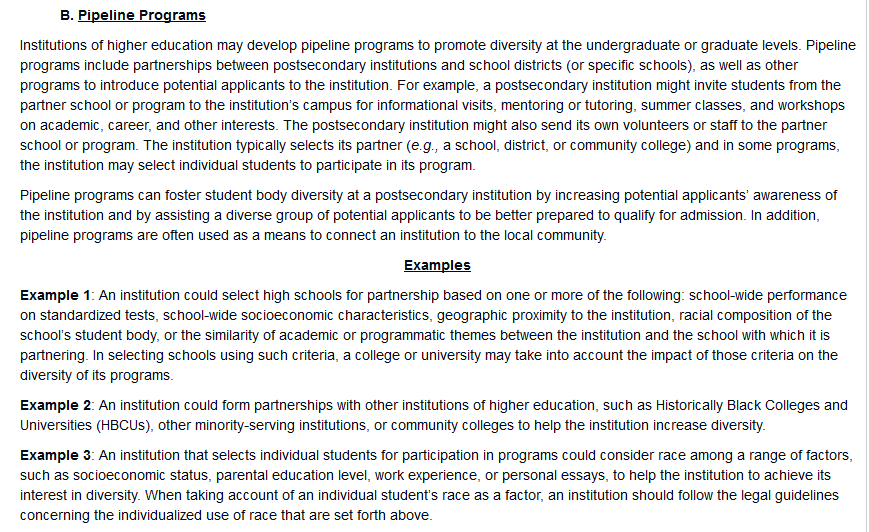 B. Pipeline Programs
Institutions of higher education may develop pipeline programs to promote diversity at the undergraduate or graduate levels. Pipeline
programs include partnerships between postsecondary institutions and school districts (or specific schools), as well as other
programs to introduce potential applicants to the institution. For example, a postsecondary institution might invite students from the
partner school or program to the institution's campus for informational visits, mentoring or tutoring, summer classes, and workshops
on academic, career, and other interests. The postsecondary institution might also send its own volunteers or staff to the partner
school or program. The institution typically selects its partner (e.g., a school, district, or community college) and in some programs,
the institution may select individual students to participate in its program.
Pipeline programs can foster student body diversity at a postsecondary institution by increasing potential applicants' awareness of
the institution and by assisting a diverse group of potential applicants to be better prepared to qualify for admission. In addition,
pipeline programs are often used as a means to connect an institution to the local community.
Examples
Example 1: An institution could select high schools for partnership based on one or more of the following: school-wide performance
on standardized tests, school-wide socioeconomic characteristics, geographic proximity to the institution, racial composition of the
school's student body, or the similarity of academic or programmatic themes between the institution and the school with which it is
partnering. In selecting schools using such criteria, a college or university may take into account the impact of those criteria on the
diversity of its programs.
Example 2: An institution could form partnerships with other institutions of higher education, such as Historically Black Colleges and
Universities (HBCUs), other minority-serving institutions, or community colleges to help the institution increase diversity.
Example 3: An institution that selects individual students for participation in programs could consider race among a range of factors,
such as socioeconomic status, parental education level, work experience, or personal essays, to help the institution to achieve its
interest in diversity. When taking account of an individual student's race as a factor, an institution should follow the legal guidelines
concerning the individualized use of race that are set forth above.